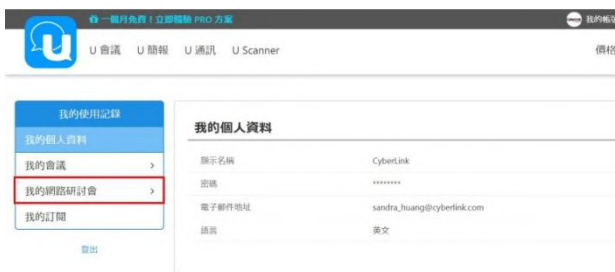 一個月免費！立即體驗 PRO 方案
我的帳號
U
U 會議 U 簡報 U 通訊 U Scanner
價格
我的使用記錄
我的個人資料
我的會議 >
我的網路研討會 >
我的訂閱
登出
我的個人資料
顯示名稱 CyberLink
密碼 ********
電子郵件地址 sandra_huang@cyberlink.com
語言 英文